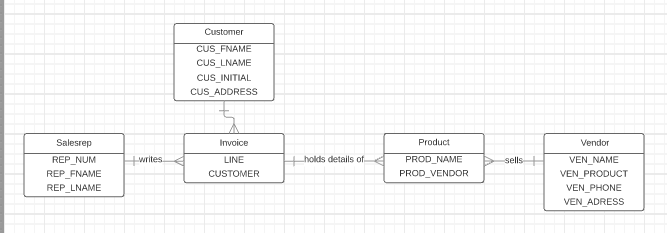 Customer
CUS_FNAME
CUS_LNAME
CUS_INITIAL
CUS_ADDRESS
Salesrep
REP_NUM
REP_FNAME
REP_LNAME
writes
Invoice
LINE
CUSTOMER
holds details of
Product
PROD_NAME
PROD_VENDOR
sells
Vendor
VEN_NAME
VEN_PRODUCT
VEN_PHONE
VEN_ADRESS